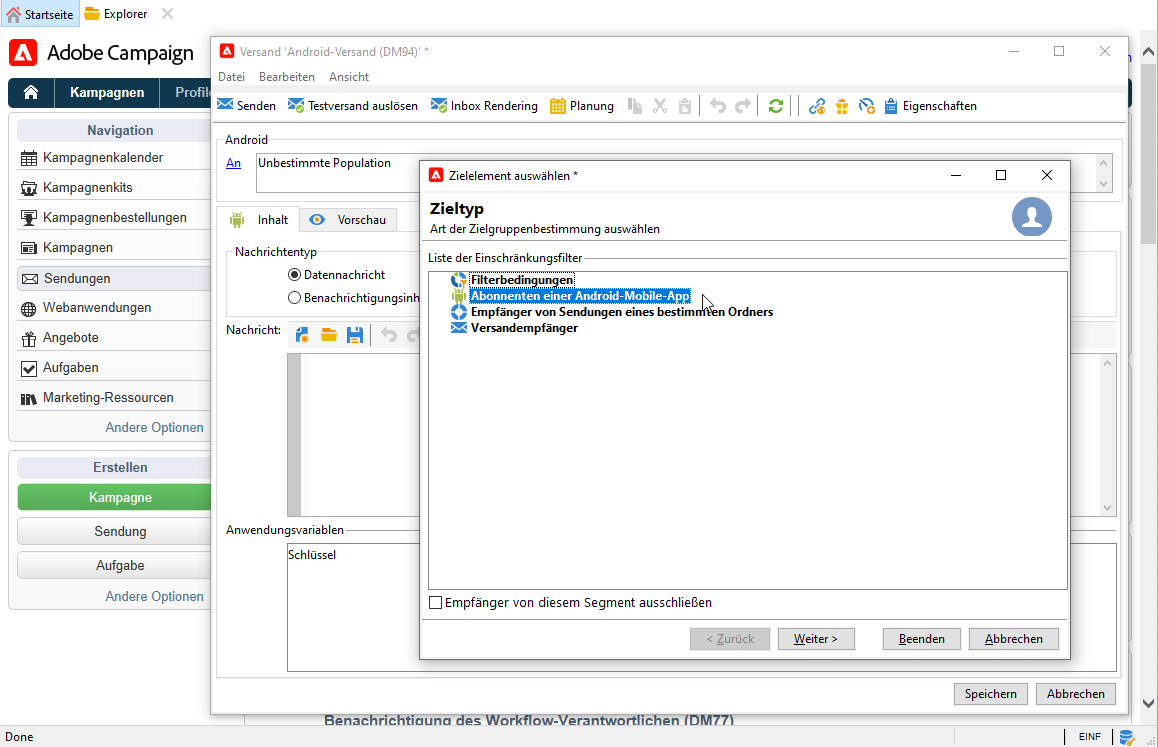 Startseite
Explorer
Adobe Campaign
Kampagnen
Profile
Navigation
Kampagnenkalender
Kampagnenkits
Kampagnenbestellungen
Kampagnen
Sendungen
Webanwendungen
Angebote
Aufgaben
Marketing-Ressourcen
Andere Optionen
Erstellen
Kampagne
Sendung
Aufgabe
Andere Optionen
Versand 'Android-Versand (DM94)' *
Datei Bearbeiten Ansicht
Senden Testversand auslösen Inbox Rendering Planung Eigenschaften
Android
An Unbestimmte Population
Inhalt Vorschau
Nachrichtentyp
Datennachricht
Benachrichtigungsinh
Nachricht:
Anwendungsvariablen
Schlüssel
Zielelement auswählen *
Zieltyp
Art der Zielgruppenbestimmung auswählen
Liste der Einschränkungsfilter
Filterbedingungen
Abonnenten einer Android-Mobile-App
Empfänger von Sendungen eines bestimmten Ordners
Versandempfänger
Empfänger von diesem Segment ausschließen
< Zurück Weiter > Beenden Abbrechen
Speichern Abbrechen
Benachrichtigung des Workflow-Verantwortlichen (DM77)
Done
EINF